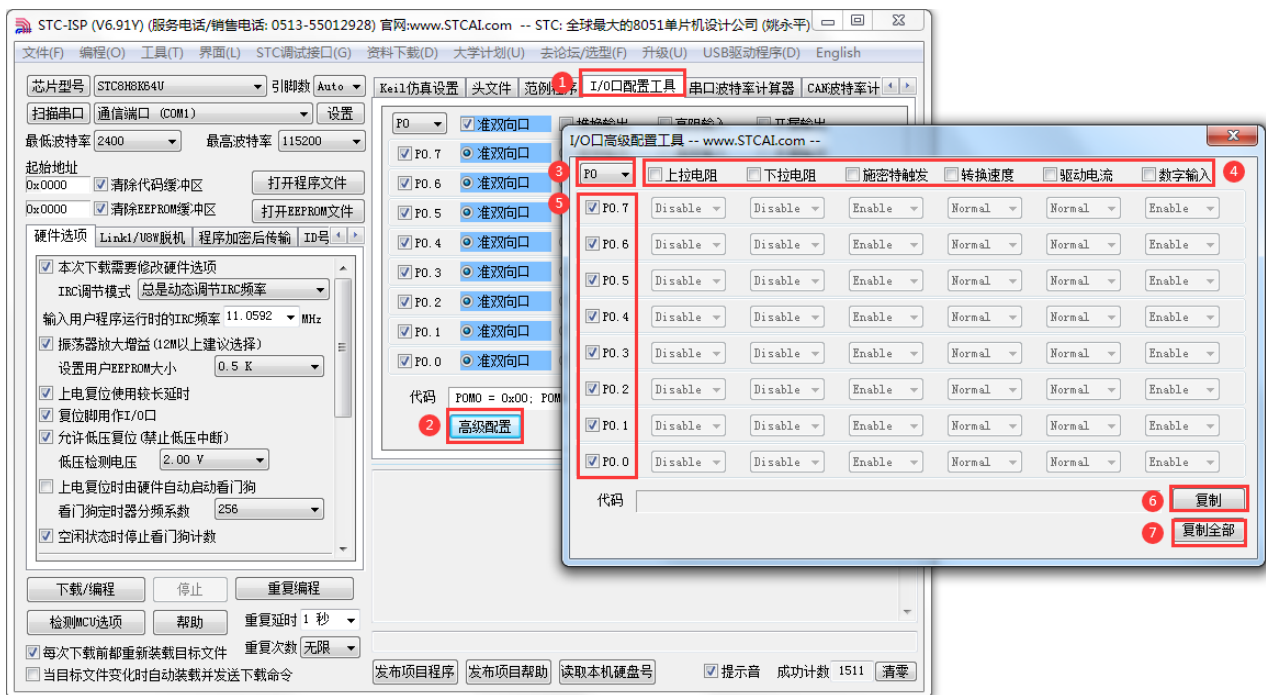 STC-ISP (V6.91Y) (服务电话/销售电话: 0513-55012928) 官网:www.STCAI.com -- STC: 全球最大的8051单片机设计公司 (姚永平)
文件(F) 编程(O) 工具(T) 界面(L) STC调试接口(G) 资料下载(D) 大学计划(U) 去论坛/选型(F) 升级(U) USB驱动程序(D) English
芯片型号 STC8H8K64U 引脚数 Auto
扫描串口 通信端口 (COM1) 设置
最低波特率 2400 最高波特率 115200
起始地址
0x0000 清除代码缓冲区 打开程序文件
0x0000 清除EEPROM缓冲区 打开EEPROM文件
硬件选项 Link1/U8W脱机 程序加密后传输 ID号
本次下载需要修改硬件选项
IRC调节模式 总是动态调节IRC频率
输入用户程序运行时的IRC频率 11.0592 MHz
振荡器放大增益(12M以上建议选择)
设置用户EEPROM大小 0.5 K
上电复位使用较长延时
复位脚用作I/O口
允许低压复位(禁止低压中断)
低压检测电压 2.00 V
上电复位时由硬件自动启动看门狗
看门狗定时器分频系数 256
空闲状态时停止看门狗计数
下载/编程 停止 重复编程
检测MCU选项 帮助 重复延时 1 秒
每次下载前都重新装载目标文件 重复次数 无限
当目标文件变化时自动装载并发送下载命令
Keil仿真设置 头文件 范例程序 1 I/O口配置工具 串口波特率计算器 CAN波特率计
P0 准双向口 推挽输出 高阻输入 开漏输出
P0.7 准双向口
P0.6 准双向口
P0.5 准双向口
P0.4 准双向口
P0.3 准双向口
P0.2 准双向口
P0.1 准双向口
P0.0 准双向口
代码 P0M0 = 0x00; P0M
2 高级配置
发布项目程序 发布项目帮助 读取本机硬盘号 提示音 成功计数 1511 清零
I/O口高级配置工具 -- www.STCAI.com --
3 P0 上拉电阻 下拉电阻 施密特触发 转换速度 驱动电流 数字输入 4
5 P0.7 Disable Disable Enable Normal Normal Enable
P0.6 Disable Disable Enable Normal Normal Enable
P0.5 Disable Disable Enable Normal Normal Enable
P0.4 Disable Disable Enable Normal Normal Enable
P0.3 Disable Disable Enable Normal Normal Enable
P0.2 Disable Disable Enable Normal Normal Enable
P0.1 Disable Disable Enable Normal Normal Enable
P0.0 Disable Disable Enable Normal Normal Enable
代码 6 复制
7 复制全部